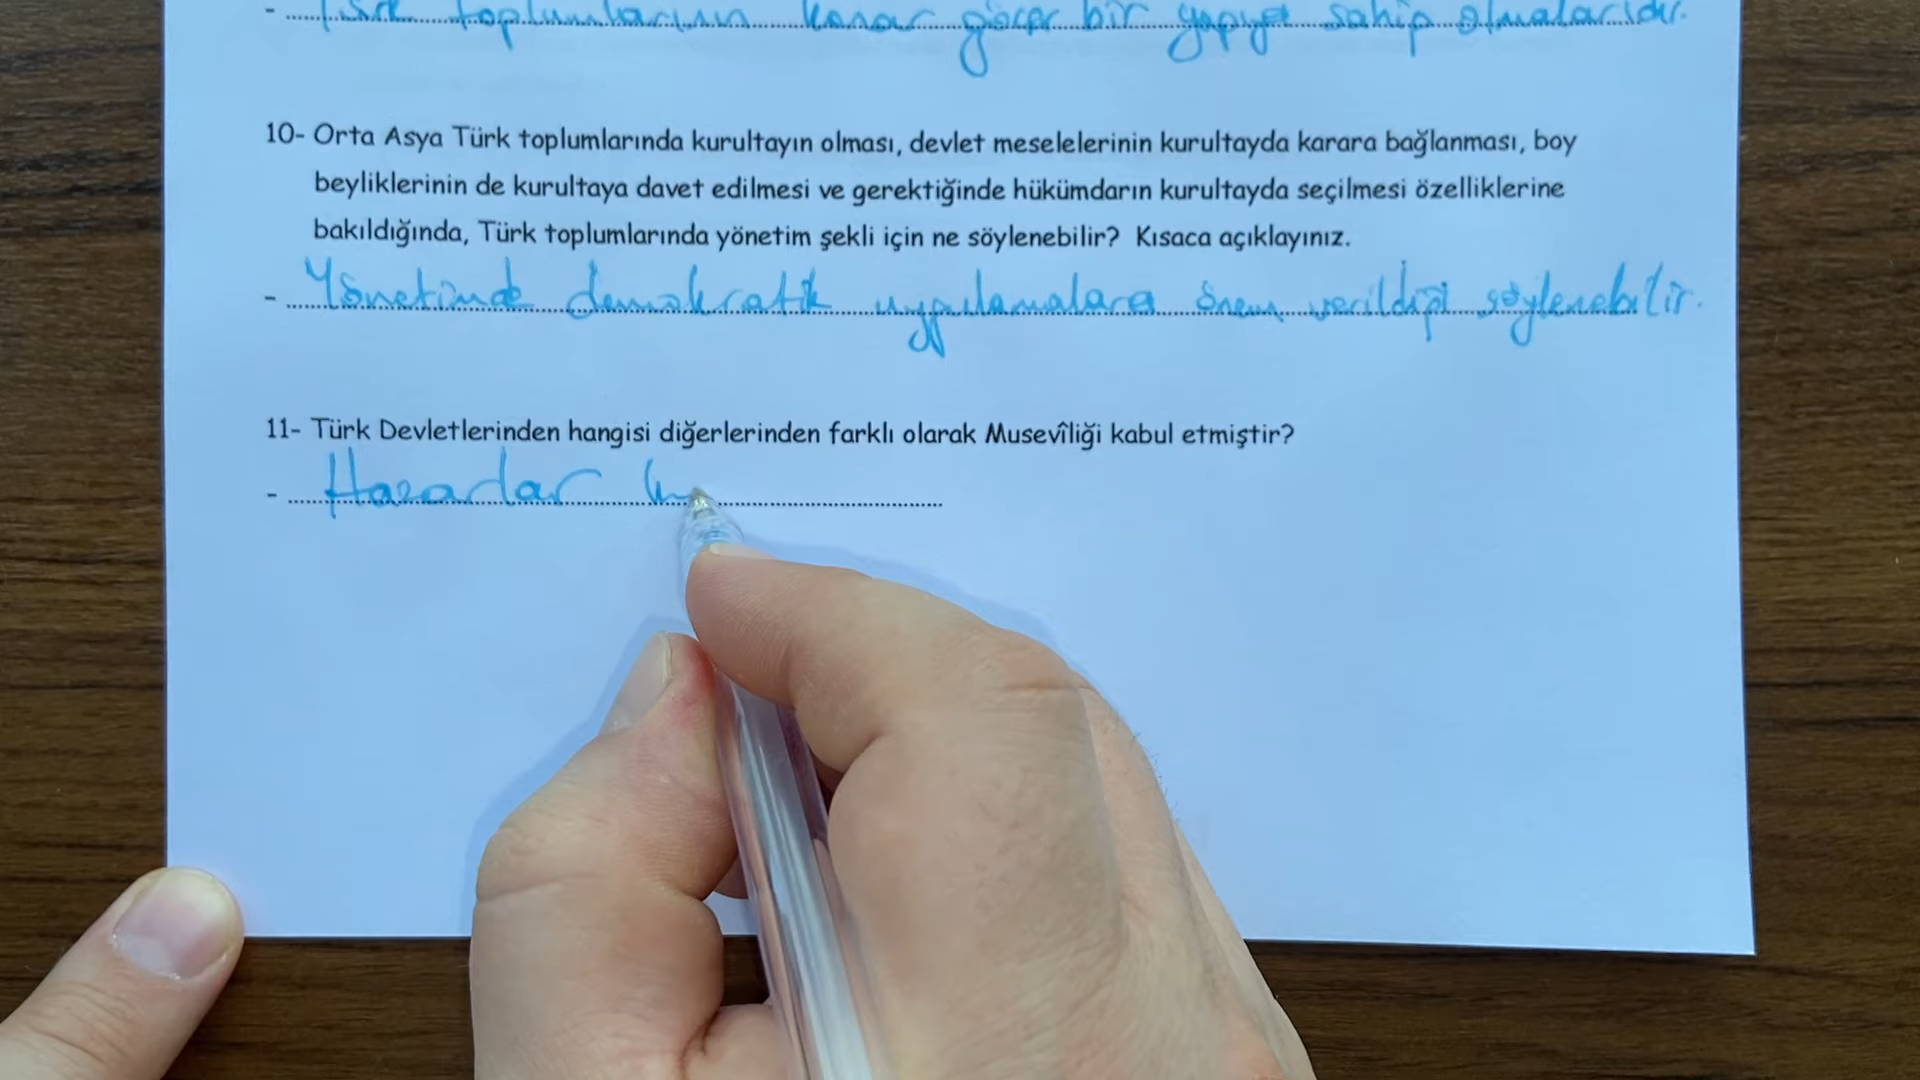 - Türk toplumlarının konar göçer bir yapıya sahip olmalarıdır.
10- Orta Asya Türk toplumlarında kurultayın olması, devlet meselelerinin kurultayda karara bağlanması, boy
beyliklerinin de kurultaya davet edilmesi ve gerektiğinde hükümdarın kurultayda seçilmesi özelliklerine
bakıldığında, Türk toplumlarında yönetim şekli için ne söylenebilir? Kısaca açıklayınız.
- Yönetimde demokratik uygulamalara önem verildiği söylenebilir.
11- Türk Devletlerinden hangisi diğerlerinden farklı olarak Musevîliği kabul etmiştir?
- Hazarlar